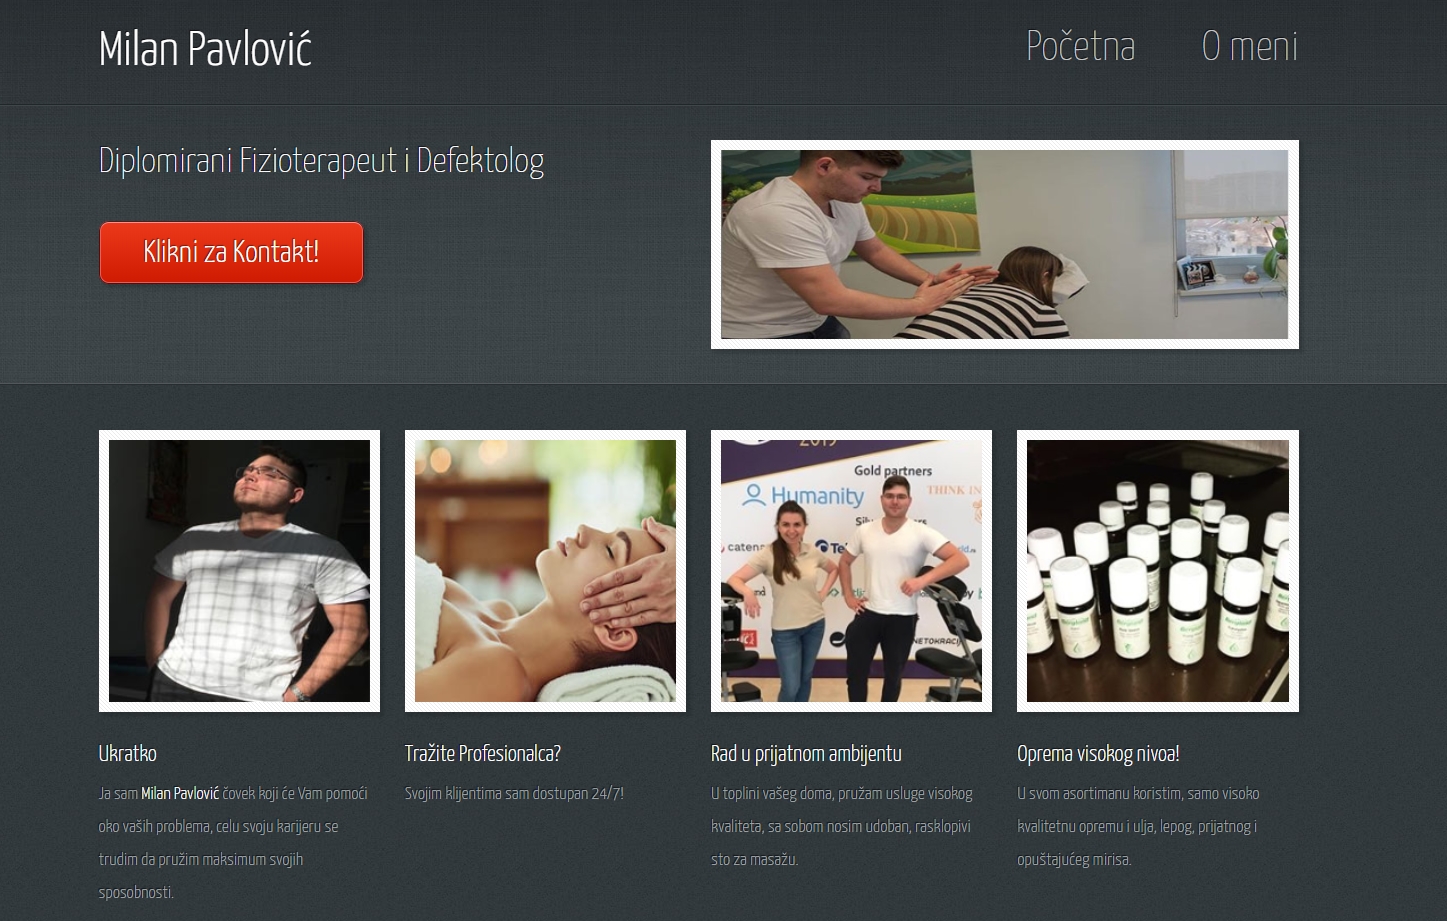 Milan Pavlović
Početna
O meni
Diplomirani Fizioterapeut i Defektolog
Klikni za Kontakt!
2019
Gold partners
Humanity
THINK IN
catena
Ukratko
Ja sam Milan Pavlović čovek koji će Vam pomoći
oko vaših problema, celu svoju karijeru se
trudim da pružim maksimum svojih
sposobnosti.
Tražite Profesionalca?
Svojim klijentima sam dostupan 24/7!
Rad u prijatnom ambijentu
U toplini vašeg doma, pružam usluge visokog
kvaliteta, sa sobom nosim udoban, rasklopivi
sto za masažu.
Oprema visokog nivoa!
U svom asortimanu koristim, samo visoko
kvalitetnu opremu i ulja, lepog, prijatnog i
opuštajućeg mirisa.